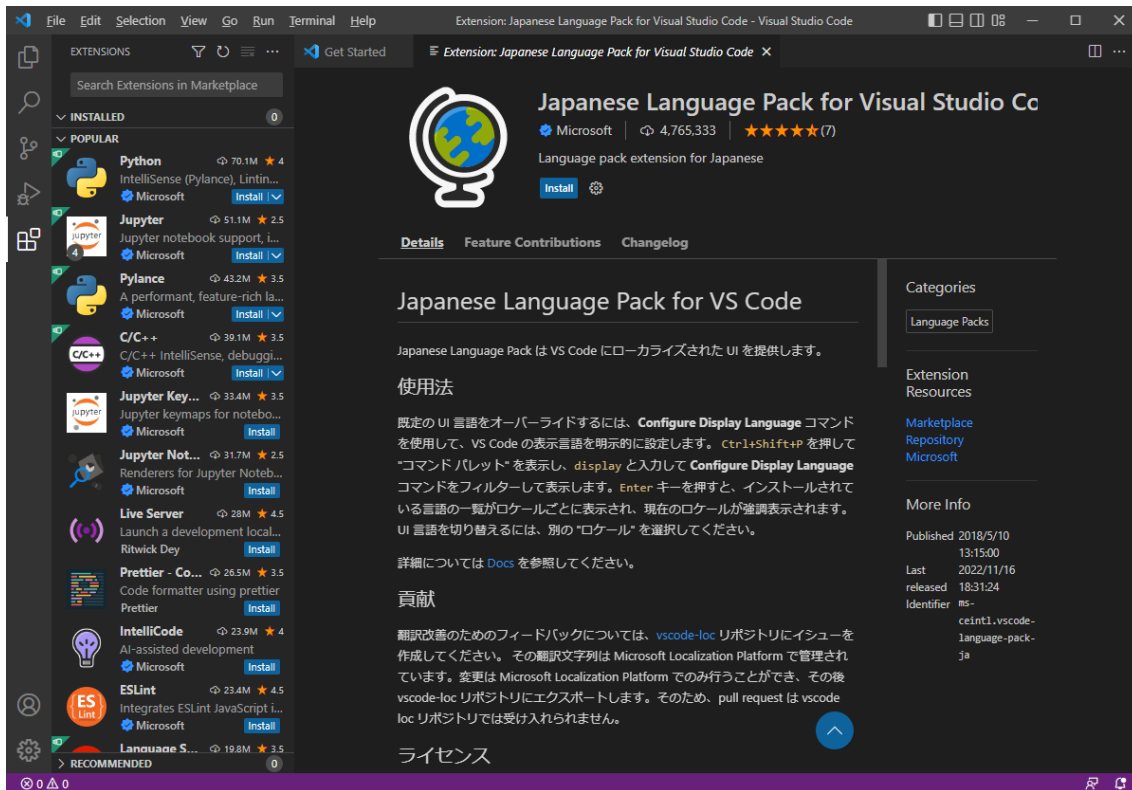 File Edit Selection View Go Run Terminal Help
Extension: Japanese Language Pack for Visual Studio Code - Visual Studio Code
EXTENSIONS
Search Extensions in Marketplace
INSTALLED 0
POPULAR
Python 70.1M 4
IntelliSense (Pylance), Lintin...
Microsoft Install
Jupyter 51.1M 2.5
Jupyter notebook support, i...
Microsoft Install
4
Pylance 43.2M 3.5
A performant, feature-rich la...
Microsoft Install
C/C++ 39.1M 3.5
C/C++ IntelliSense, debuggi...
Microsoft Install
Jupyter Key... 33.4M 3.5
Jupyter keymaps for notebo...
Microsoft Install
Jupyter Not... 31.7M 2.5
Renderers for Jupyter Noteb...
Microsoft Install
Live Server 28M 4.5
Launch a development local...
Ritwick Dey Install
Prettier - Co... 26.5M 3.5
Code formatter using prettier
Prettier Install
IntelliCode 23.9M 4
AI-assisted development
Microsoft Install
ESLint 23.4M 4.5
Integrates ESLint JavaScript i...
Microsoft Install
Language S... 19.8M 3.5
RECOMMENDED 0
jupyter
C/C++
jupyter
ES
Lint
Get Started
Extension: Japanese Language Pack for Visual Studio Code
Japanese Language Pack for Visual Studio Cc
Microsoft 4,765,333 (7)
Language pack extension for Japanese
Install
Details Feature Contributions Changelog
Japanese Language Pack for VS Code
Japanese Language Pack は VS Code にローカライズされた UI を提供します。
使用法
既定の UI 言語をオーバーライドするには、Configure Display Language コマンド
を使用して、VS Code の表示言語を明示的に設定します。 Ctrl+Shift+P を押して
"コマンド パレット" を表示し、display と入力して Configure Display Language
コマンドをフィルターして表示します。Enter キーを押すと、インストールされて
いる言語の一覧がロケールごとに表示され、現在のロケールが強調表示されます。
UI 言語を切り替えるには、別の "ロケール" を選択してください。
詳細については Docs を参照してください。
貢献
翻訳改善のためのフィードバックについては、vscode-loc リポジトリにイシューを
作成してください。 その翻訳文字列は Microsoft Localization Platform で管理され
ています。変更は Microsoft Localization Platform でのみ行うことができ、その後
vscode-loc リポジトリにエクスポートします。そのため、pull request は vscode
loc リポジトリでは受け入れられません。
ライセンス
Categories
Language Packs
Extension
Resources
Marketplace
Repository
Microsoft
More Info
Published 2018/5/10
13:15:00
Last 2022/11/16
released 18:31:24
Identifier ms-
ceintl.vscode-
language-pack-
ja
0 0